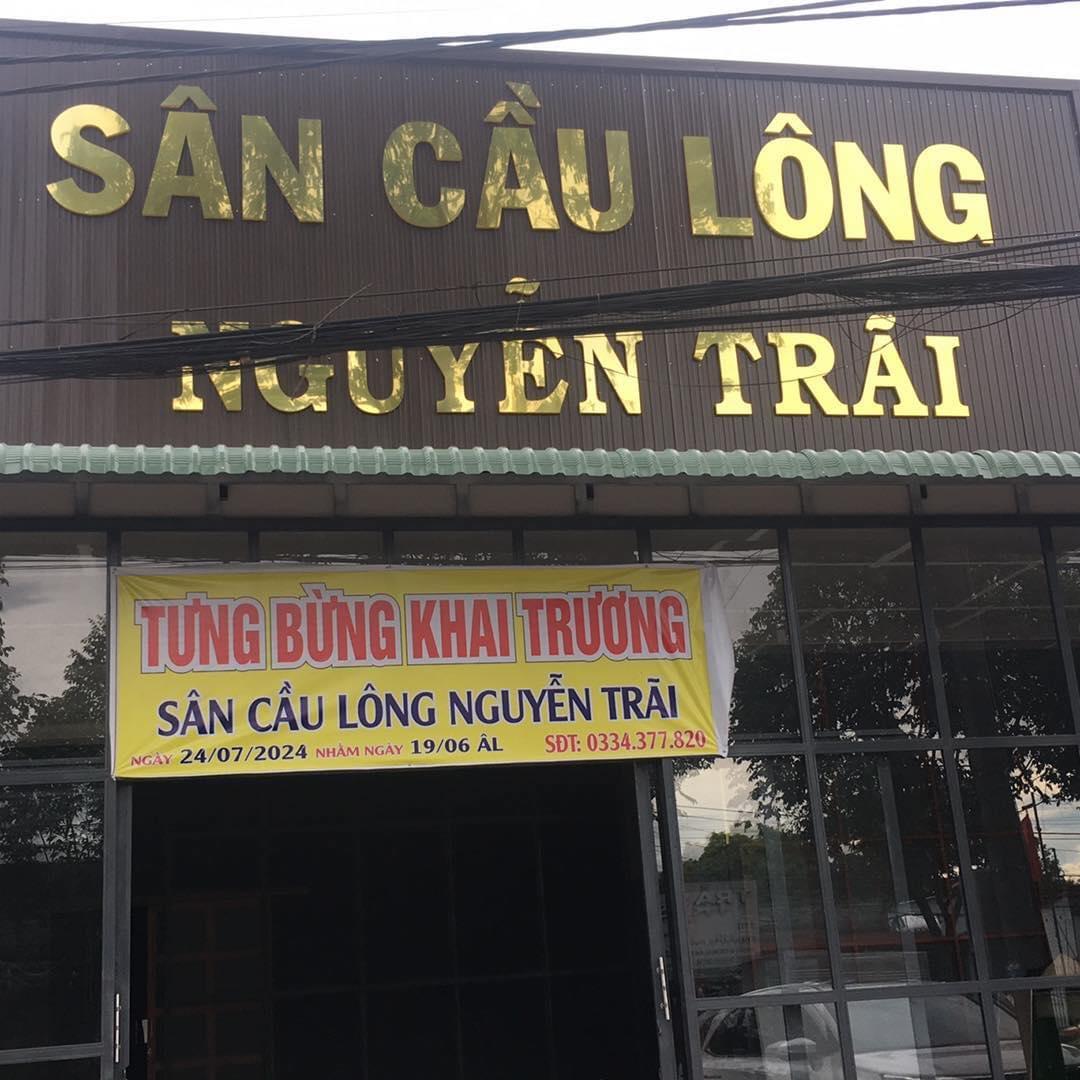 SÂN CẦU LÔNG
NGUYỄN TRÃI
TƯNG BỪNG KHAI TRƯƠNG
SÂN CẦU LÔNG NGUYỄN TRÃI
NGÀY 24/07/2024 NHẰM NGÀY 19/06 ÂL SĐT: 0334.377.820